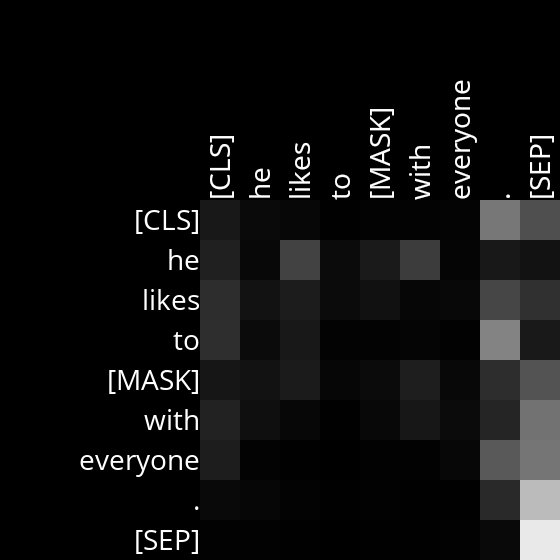 [CLS] he likes to [MASK] with everyone . [SEP]
[CLS]
he
likes
to
[MASK]
with
everyone
.
[SEP]